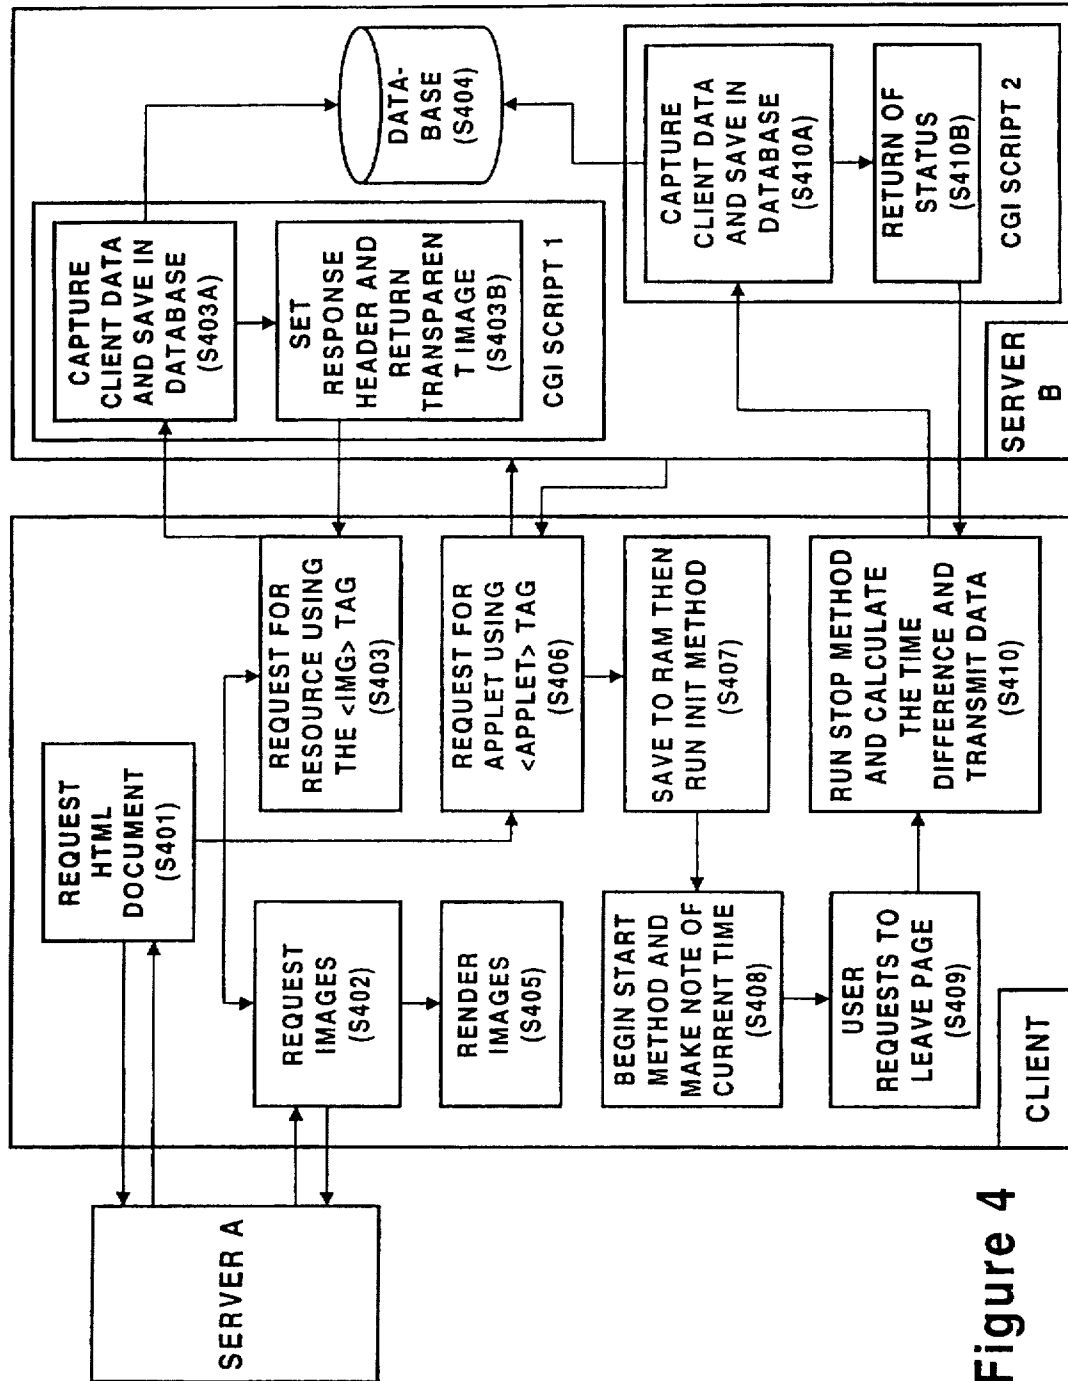 SERVER A
REQUEST
HTML
DOCUMENT
(S401)
REQUEST
IMAGES
(S402)
RENDER
IMAGES
(S405)
REQUEST FOR
RESOURCE USING
THE <IMG> TAG
(S403)
REQUEST FOR
APPLET USING
<APPLET> TAG
(S406)
SAVE TO RAM THEN
RUN INIT METHOD
(S407)
BEGIN START
METHOD AND
MAKE NOTE OF
CURRENT TIME
(S408)
USER
REQUESTS TO
LEAVE PAGE
(S409)
RUN STOP METHOD
AND CALCULATE
THE TIME
DIFFERENCE AND
TRANSMIT DATA
(S410)
CLIENT
CAPTURE
CLIENT DATA
AND SAVE IN
DATABASE
(S403A)
SET
RESPONSE
HEADER AND
RETURN
TRANSPAREN
T IMAGE
(S403B)
CGI SCRIPT 1
DATA-
BASE
(S404)
CAPTURE
CLIENT DATA
AND SAVE IN
DATABASE
(S410A)
RETURN OF
STATUS
(S410B)
CGI SCRIPT 2
SERVER
B
Figure 4